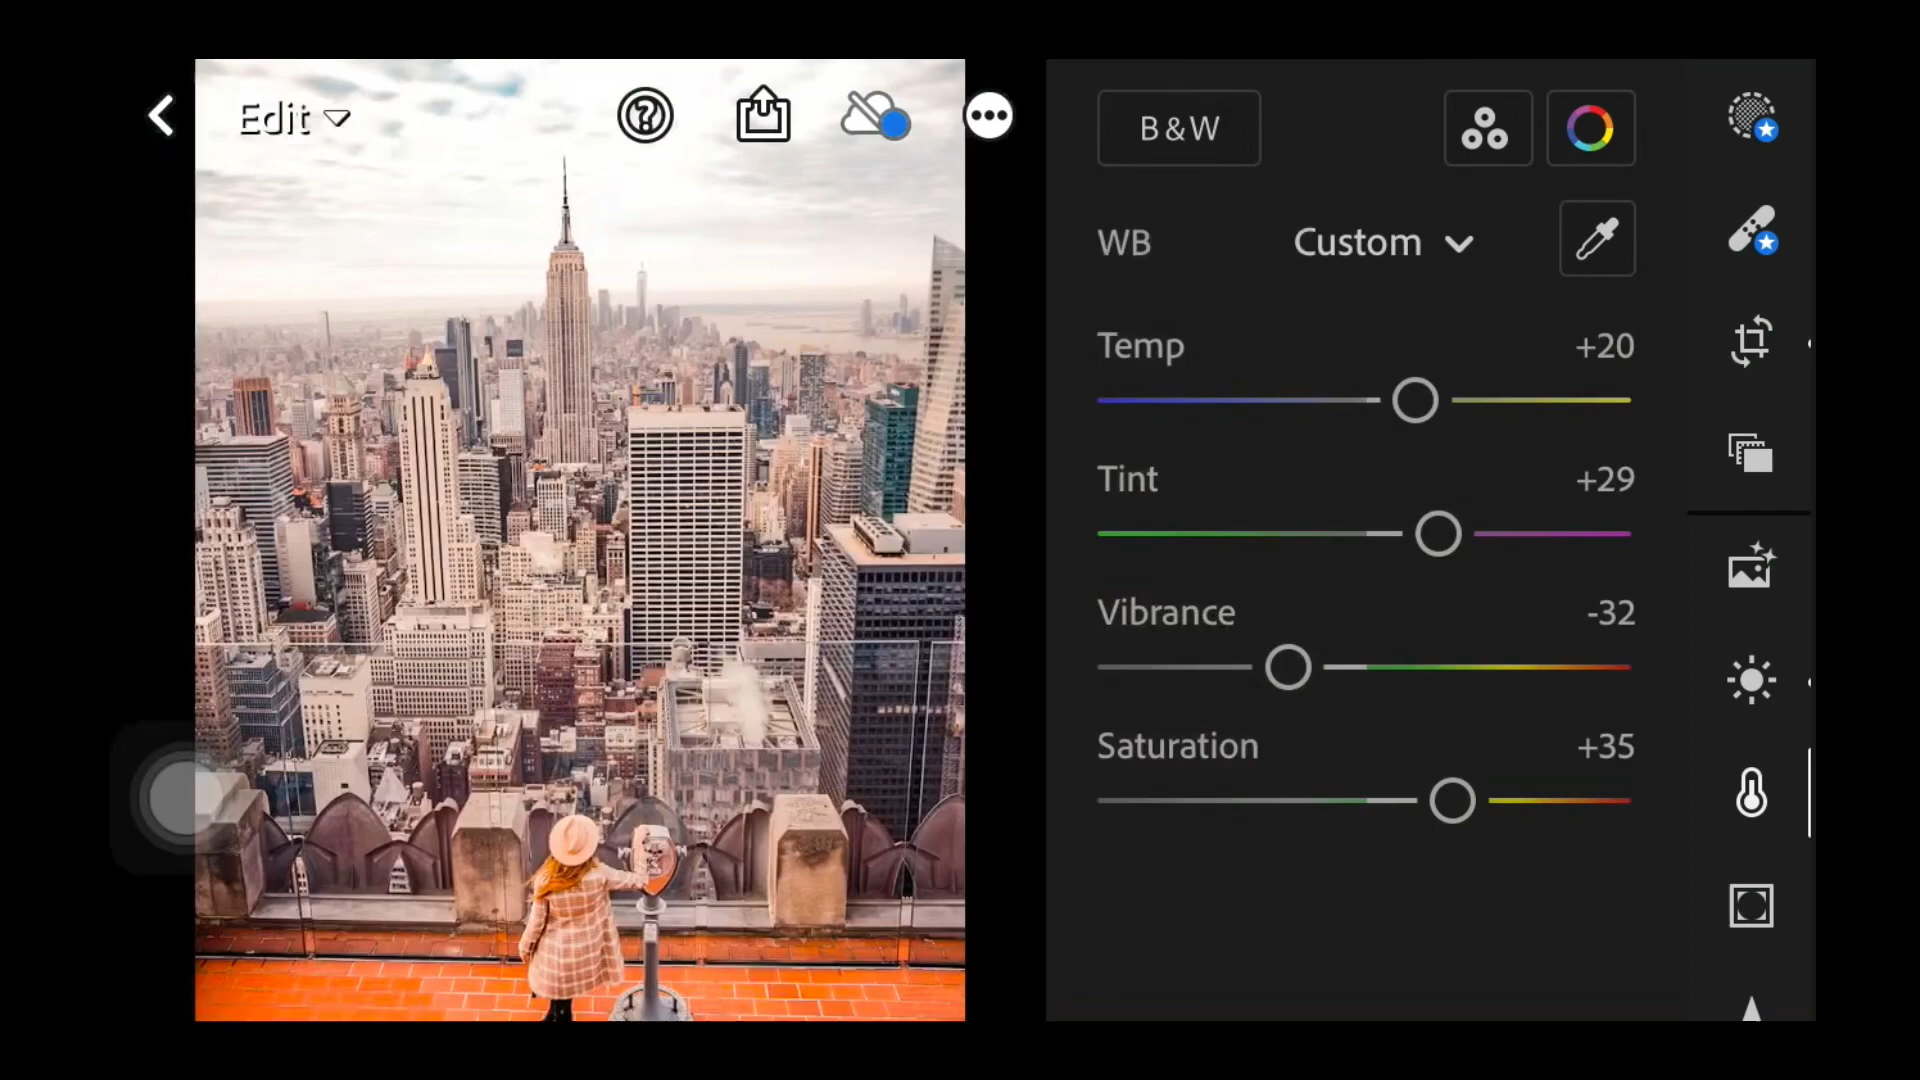 Edit
B&W
WB Custom
Temp +20
Tint +29
Vibrance -32
Saturation +35